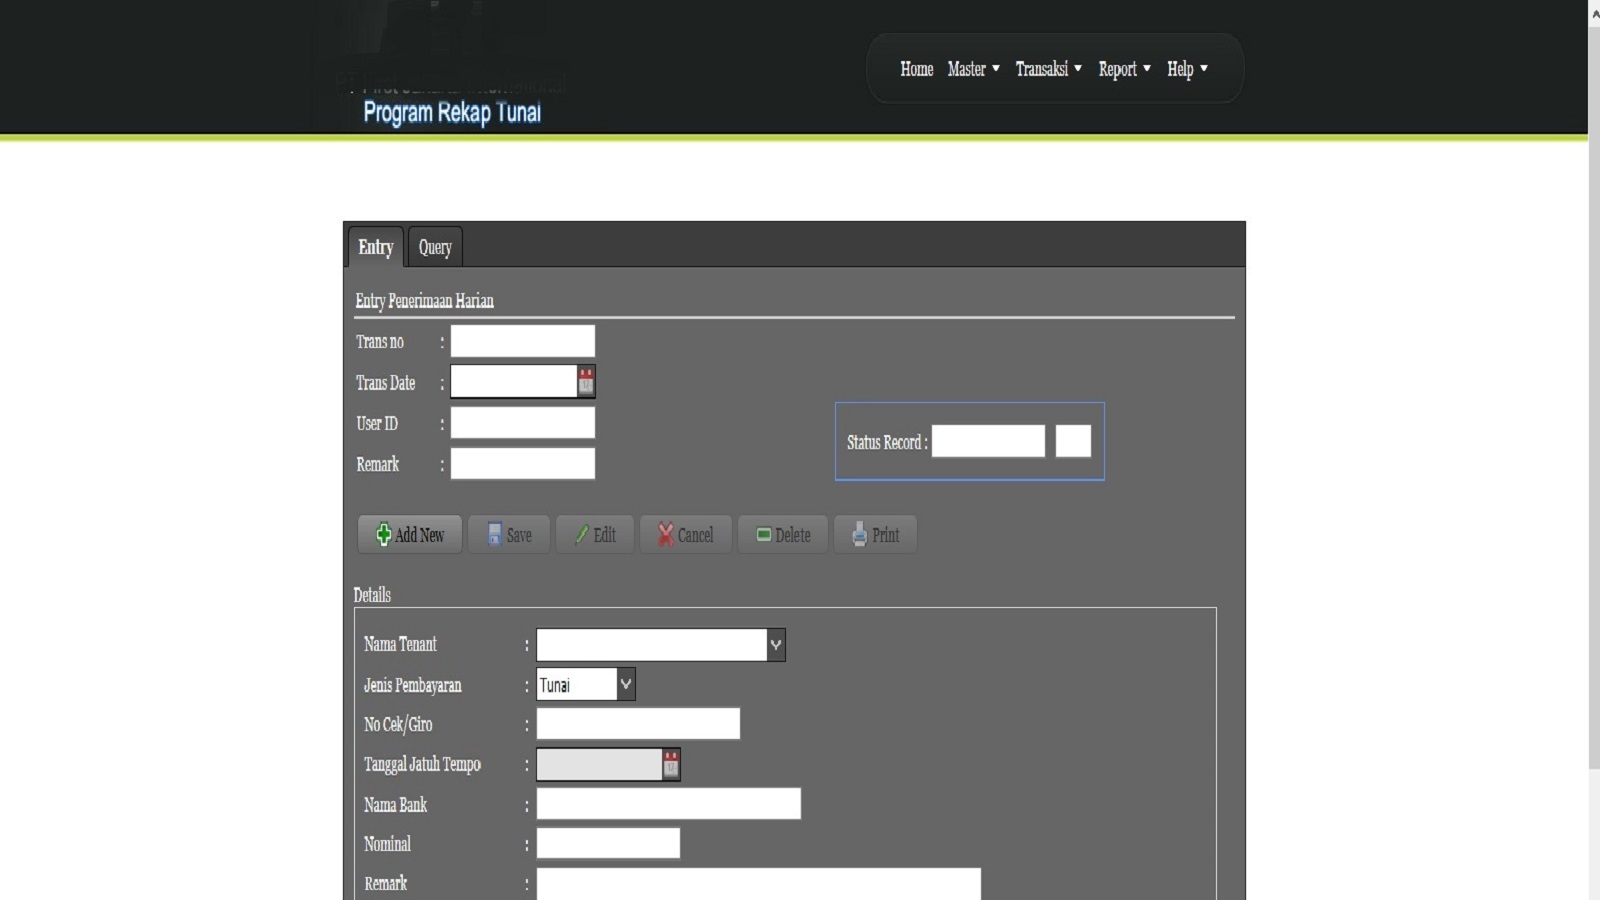 Home Master Transaksi Report Help
Program Rekap Tunai
Entry Query
Entry Penerimaan Harian
Trans no :
Trans Date :
User ID :
Status Record :
Remark :
Add New Save Edit Cancel Delete Print
Details
Nama Tenant :
Jenis Pembayaran : Tunai
No Cek/Giro :
Tanggal Jatuh Tempo :
Nama Bank :
Nominal :
Remark :